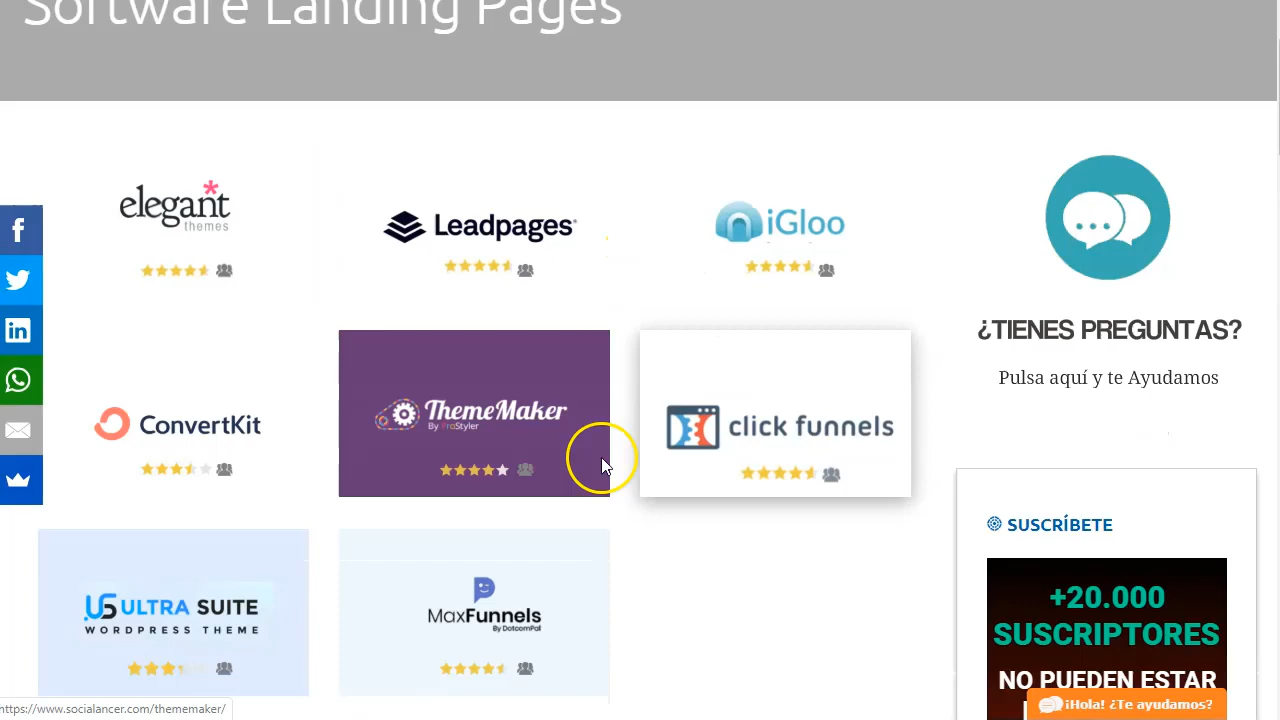 Software Landing Pages
elegant
themes
Leadpages®
iGloo
¿TIENES PREGUNTAS?
Pulsa aquí y te Ayudamos
ConvertKit
ThemeMaker
By ProStyler
click funnels
SUSCRÍBETE
+20.000
SUSCRIPTORES
NO PUEDEN ESTAR
US ULTRA SUITE
WORDPRESS THEME
MaxFunnels
By DotcomPal
¡Hola! ¿Te ayudamos?
https://www.socialancer.com/thememaker/